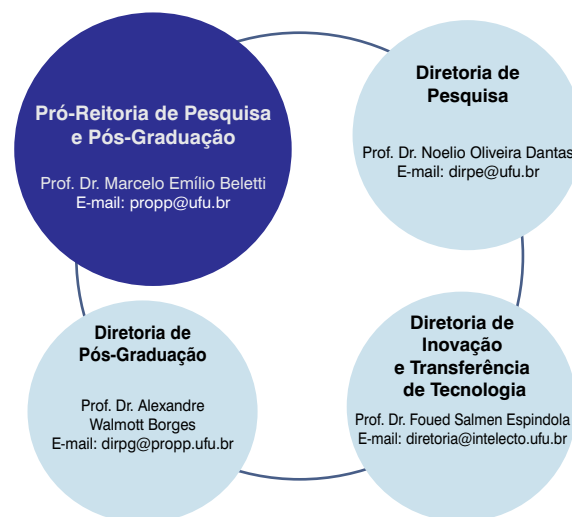 Pró-Reitoria de Pesquisa
e Pós-Graduação
Prof. Dr. Marcelo Emílio Beletti
E-mail: propp@ufu.br
Diretoria de
Pesquisa
Prof. Dr. Noelio Oliveira Dantas
E-mail: dirpe@ufu.br
Diretoria de
Pós-Graduação
Prof. Dr. Alexandre
Walmott Borges
E-mail: dirpg@propp.ufu.br
Diretoria de
Inovação
e Transferência
de Tecnologia
Prof. Dr. Foued Salmen Espindola
E-mail: diretoria@intelecto.ufu.br